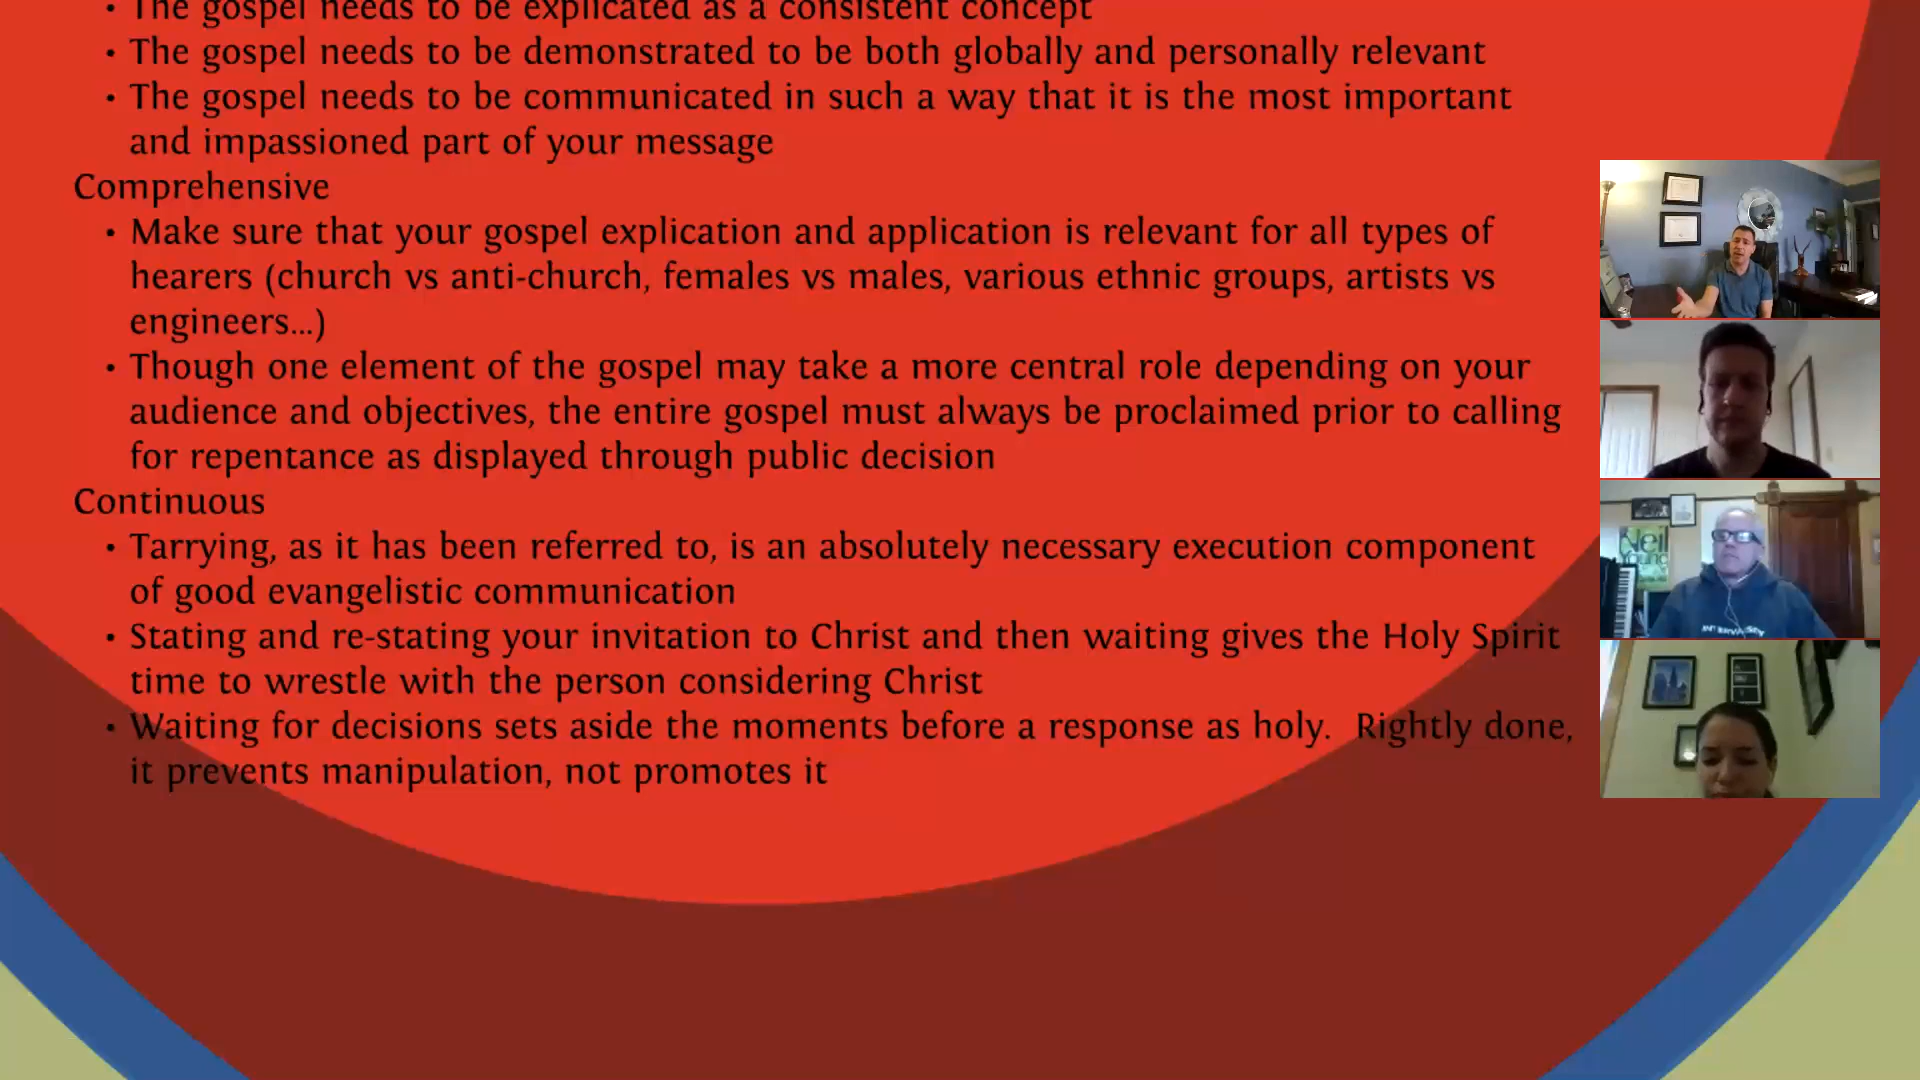 • The gospel needs to be explicated as a consistent concept
• The gospel needs to be demonstrated to be both globally and personally relevant
• The gospel needs to be communicated in such a way that it is the most important
and impassioned part of your message
Comprehensive
• Make sure that your gospel explication and application is relevant for all types of
hearers (church vs anti-church, females vs males, various ethnic groups, artists vs
engineers...)
• Though one element of the gospel may take a more central role depending on your
audience and objectives, the entire gospel must always be proclaimed prior to calling
for repentance as displayed through public decision
Continuous
• Tarrying, as it has been referred to, is an absolutely necessary execution component
of good evangelistic communication
• Stating and re-stating your invitation to Christ and then waiting gives the Holy Spirit
time to wrestle with the person considering Christ
• Waiting for decisions sets aside the moments before a response as holy.  Rightly done,
it prevents manipulation, not promotes it
Neil